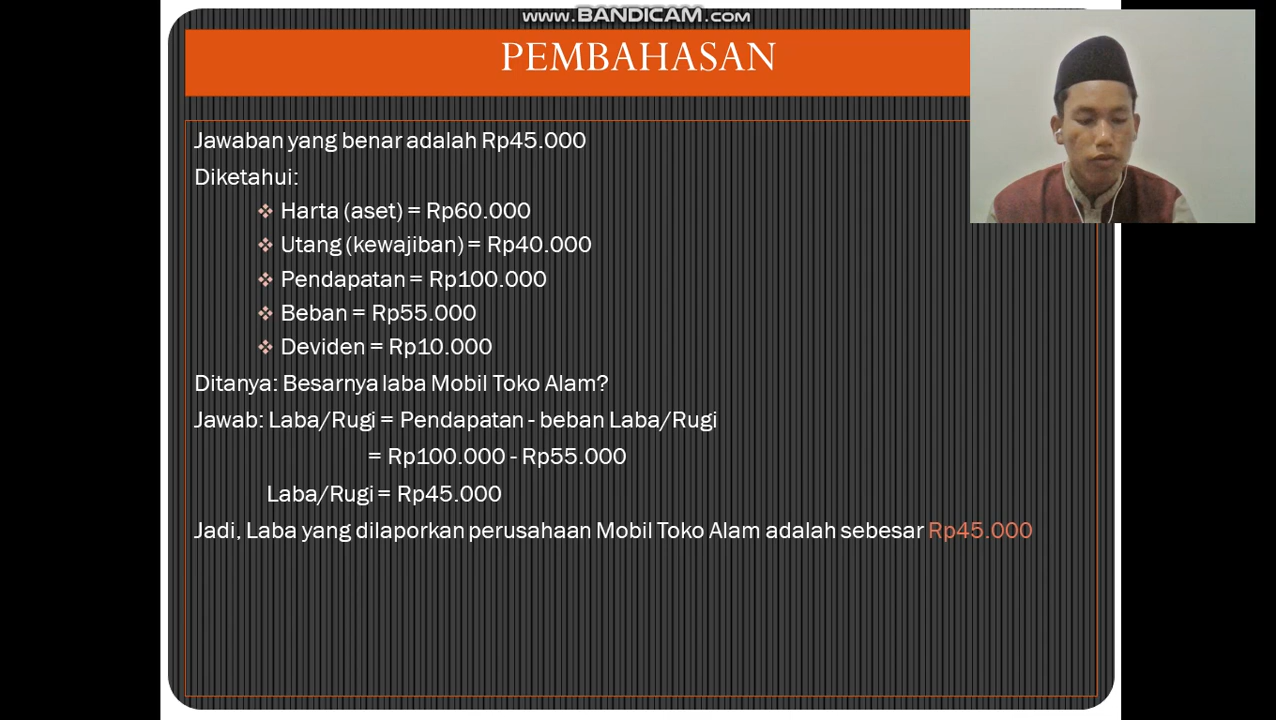 www.BANDICAM.com
PEMBAHASAN
Jawaban yang benar adalah Rp45.000
Diketahui:
Harta (aset) = Rp60.000
Utang (kewajiban) = Rp40.000
Pendapatan = Rp100.000
Beban = Rp55.000
Deviden = Rp10.000
Ditanya: Besarnya laba Mobil Toko Alam?
Jawab: Laba/Rugi = Pendapatan - beban Laba/Rugi
= Rp100.000 - Rp55.000
Laba/Rugi = Rp45.000
Jadi, Laba yang dilaporkan perusahaan Mobil Toko Alam adalah sebesar Rp45.000